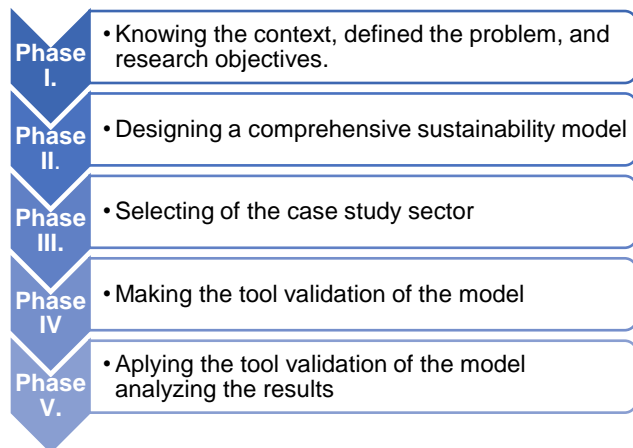 Phase I.
• Knowing the context, defined the problem, and
research objectives.
Phase II.
• Designing a comprehensive sustainability model
Phase III.
• Selecting of the case study sector
Phase IV
• Making the tool validation of the model
Phase V.
• Aplying the tool validation of the model
analyzing the results